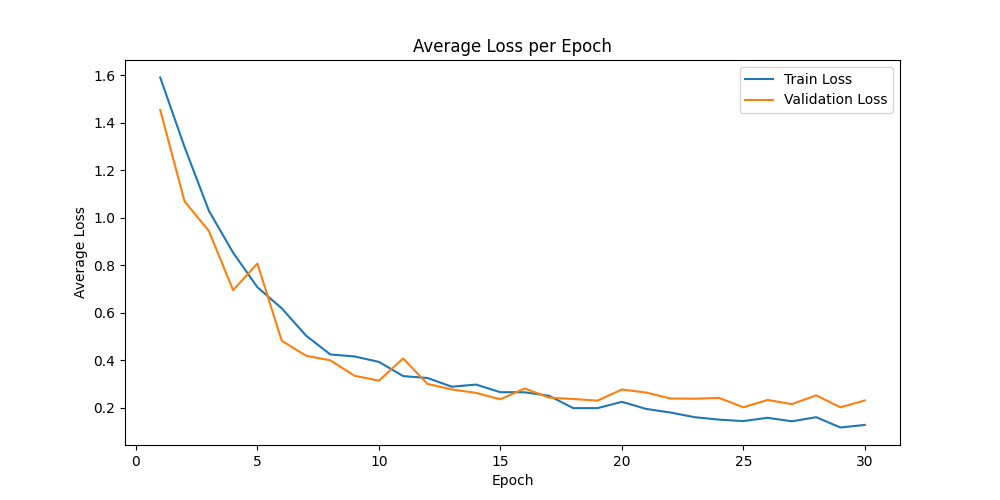 Average Loss per Epoch
Train Loss
Validation Loss
Average Loss
1.6
1.4
1.2
1.0
0.8
0.6
0.4
0.2
0 5 10 15 20 25 30
Epoch